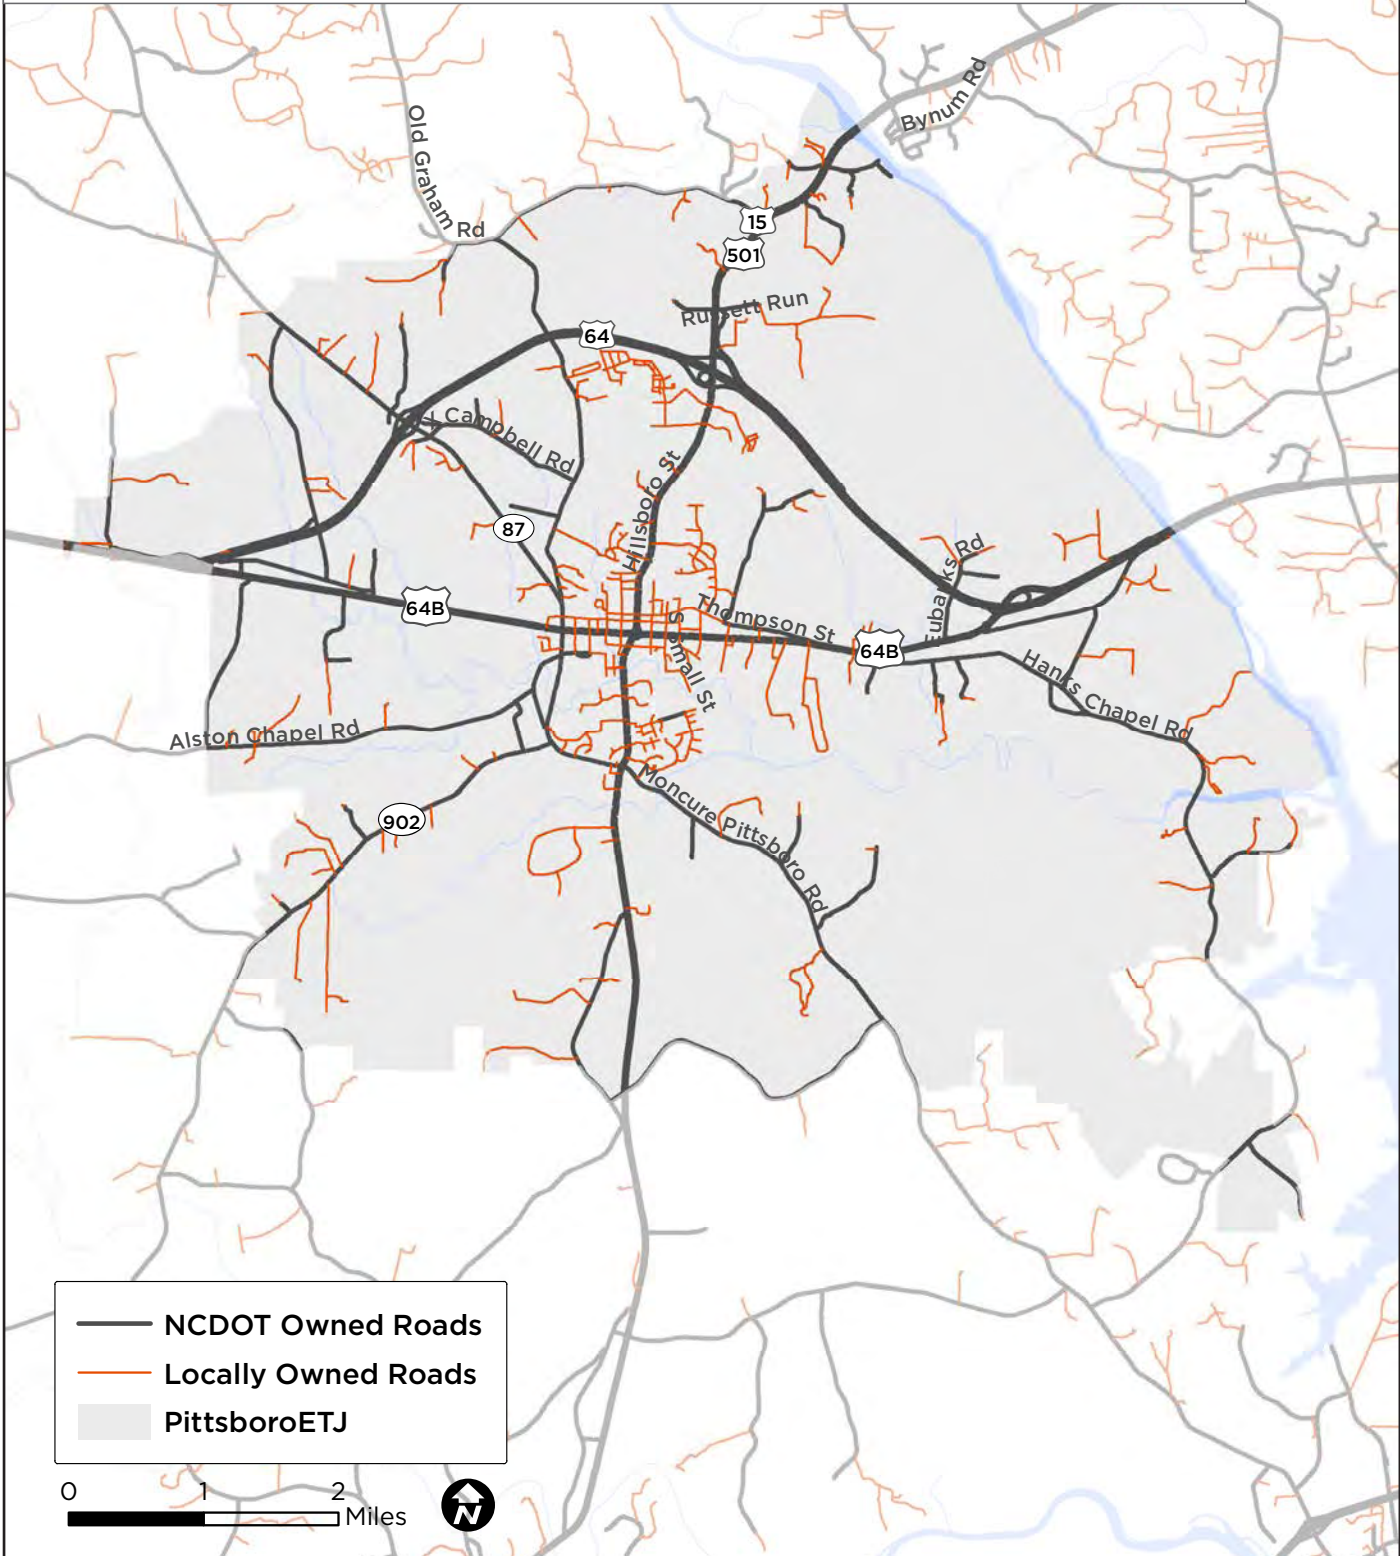 Bynum Rd
Old Graham Rd
15
501
Russett Run
64
Campbell Rd
Hillsboro St
87
Eubanks Rd
64B
Thompson St
64B
S Small St
Hanks Chapel Rd
Alston Chapel Rd
Moncure Pittsboro Rd
902
NCDOT Owned Roads
Locally Owned Roads
PittsboroETJ
0 1 2
Miles
N